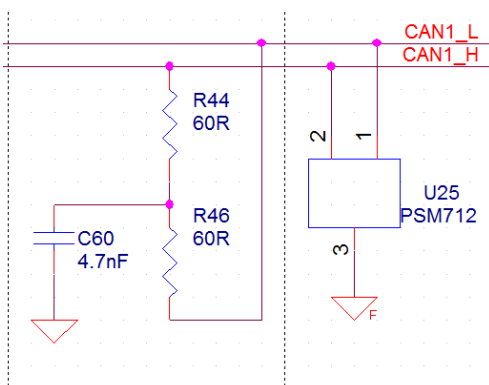 CAN1_L
CAN1_H
R44
60R
2
1
R46
60R
U25
PSM712
C60
4.7nF
3
F